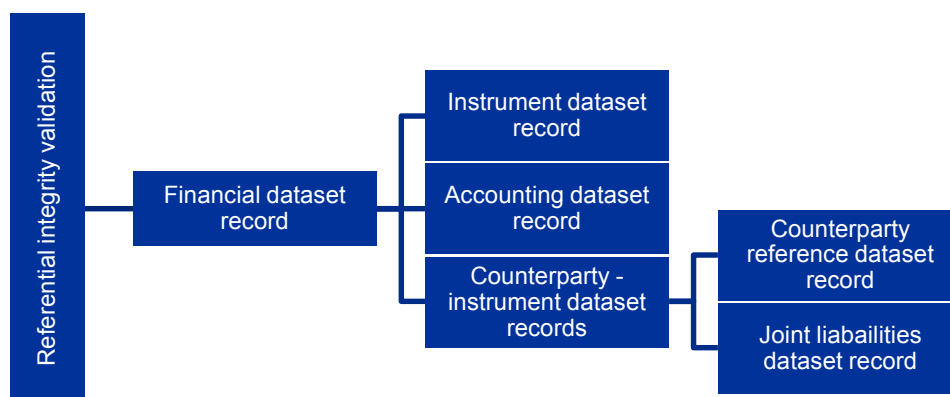 Referential integrity validation
Financial dataset
record
Instrument dataset
record
Accounting dataset
record
Counterparty -
instrument dataset
records
Counterparty
reference dataset
record
Joint liabailities
dataset record